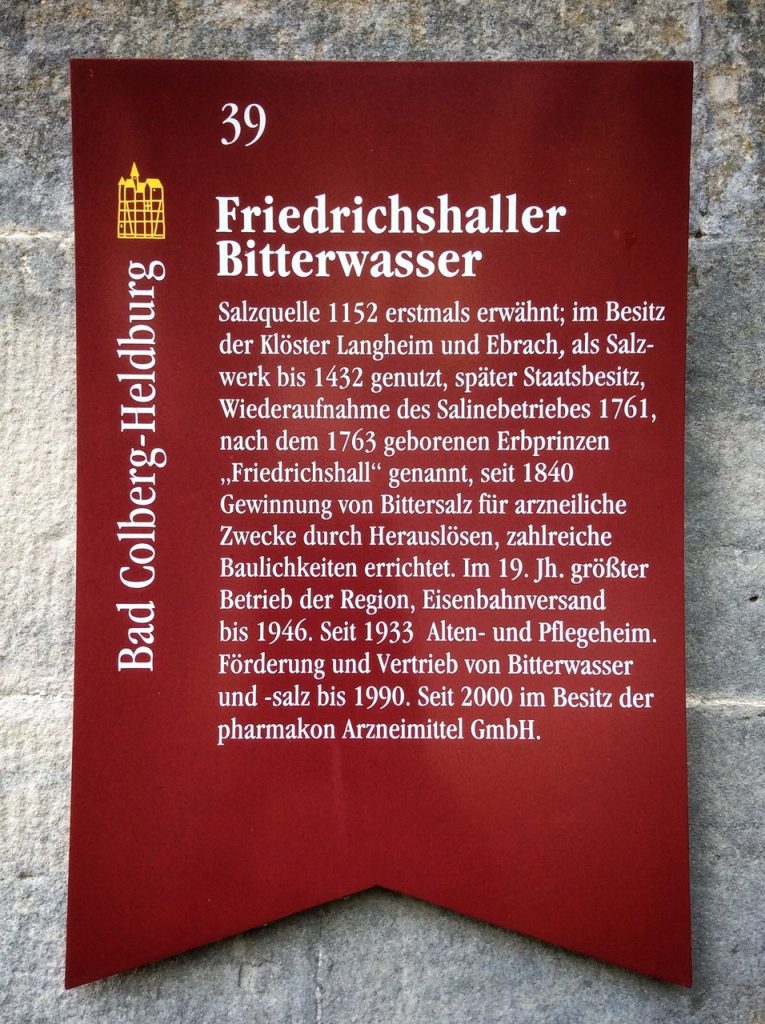 39
Bad Colberg-Heldburg
Friedrichshaller
Bitterwasser
Salzquelle 1152 erstmals erwähnt; im Besitz
der Klöster Langheim und Ebrach, als Salz-
werk bis 1432 genutzt, später Staatsbesitz,
Wiederaufnahme des Salinebetriebes 1761,
nach dem 1763 geborenen Erbprinzen
„Friedrichshall“ genannt, seit 1840
Gewinnung von Bittersalz für arzneiliche
Zwecke durch Herauslösen, zahlreiche
Baulichkeiten errichtet. Im 19. Jh. größter
Betrieb der Region, Eisenbahnversand
bis 1946. Seit 1933 Alten- und Pflegeheim.
Förderung und Vertrieb von Bitterwasser
und -salz bis 1990. Seit 2000 im Besitz der
pharmakon Arzneimittel GmbH.